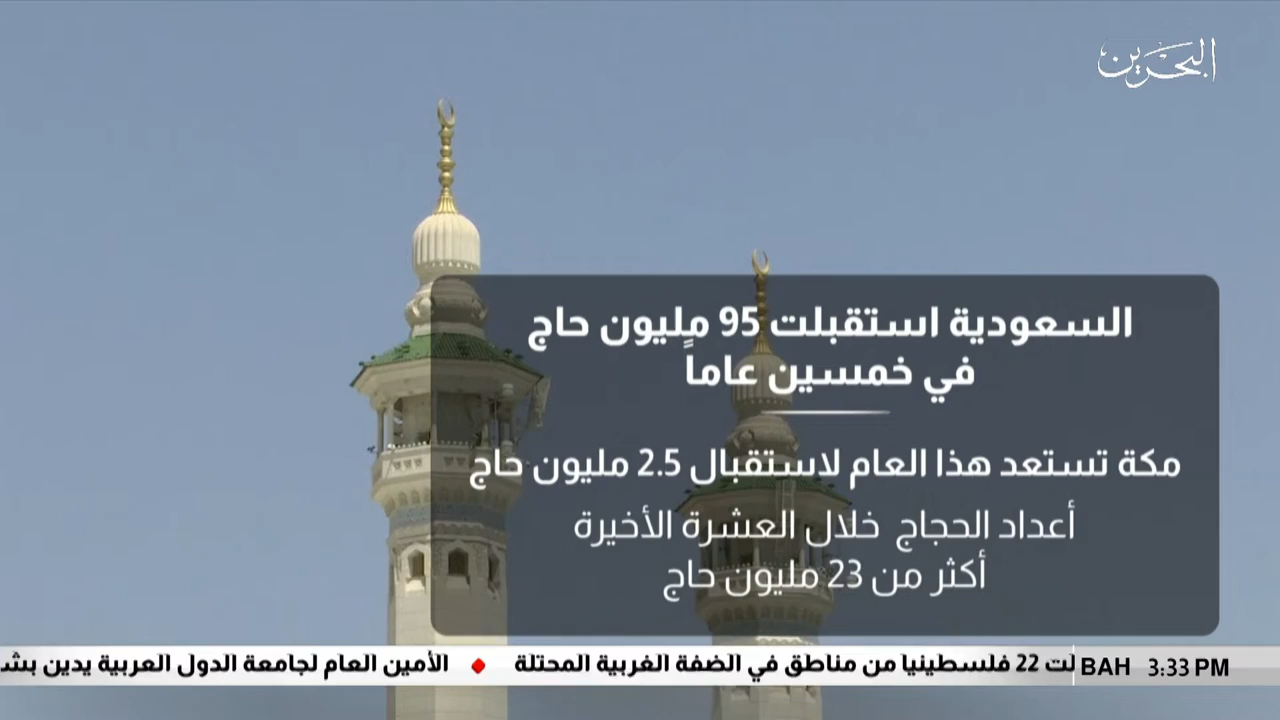 البحرين
السعودية استقبلت 95 مليون حاج
في خمسين عاماً
مكة تستعد هذا العام لاستقبال 2.5 مليون حاج
أعداد الحجاج خلال العشرة الأخيرة
أكثر من 23 مليون حاج
BAH 3:33 PM
22 فلسطينيا من مناطق في الضفة الغربية المحتلة
الأمين العام لجامعة الدول العربية يدين